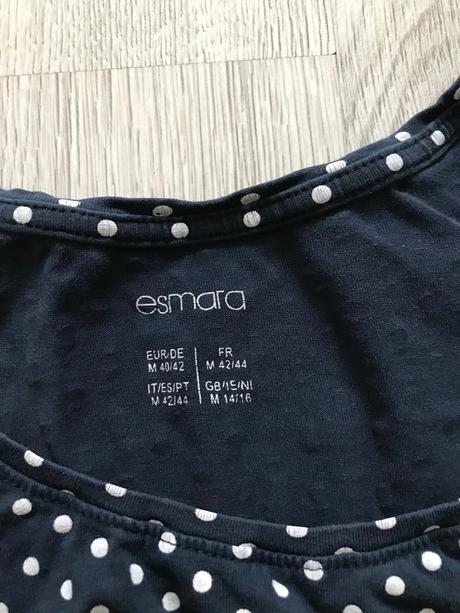 esmara
EUR/DE | FR
M 40/42 | M 42/44
IT/ES/PT | GB/IE/NI
M 42/44 | M 14/16